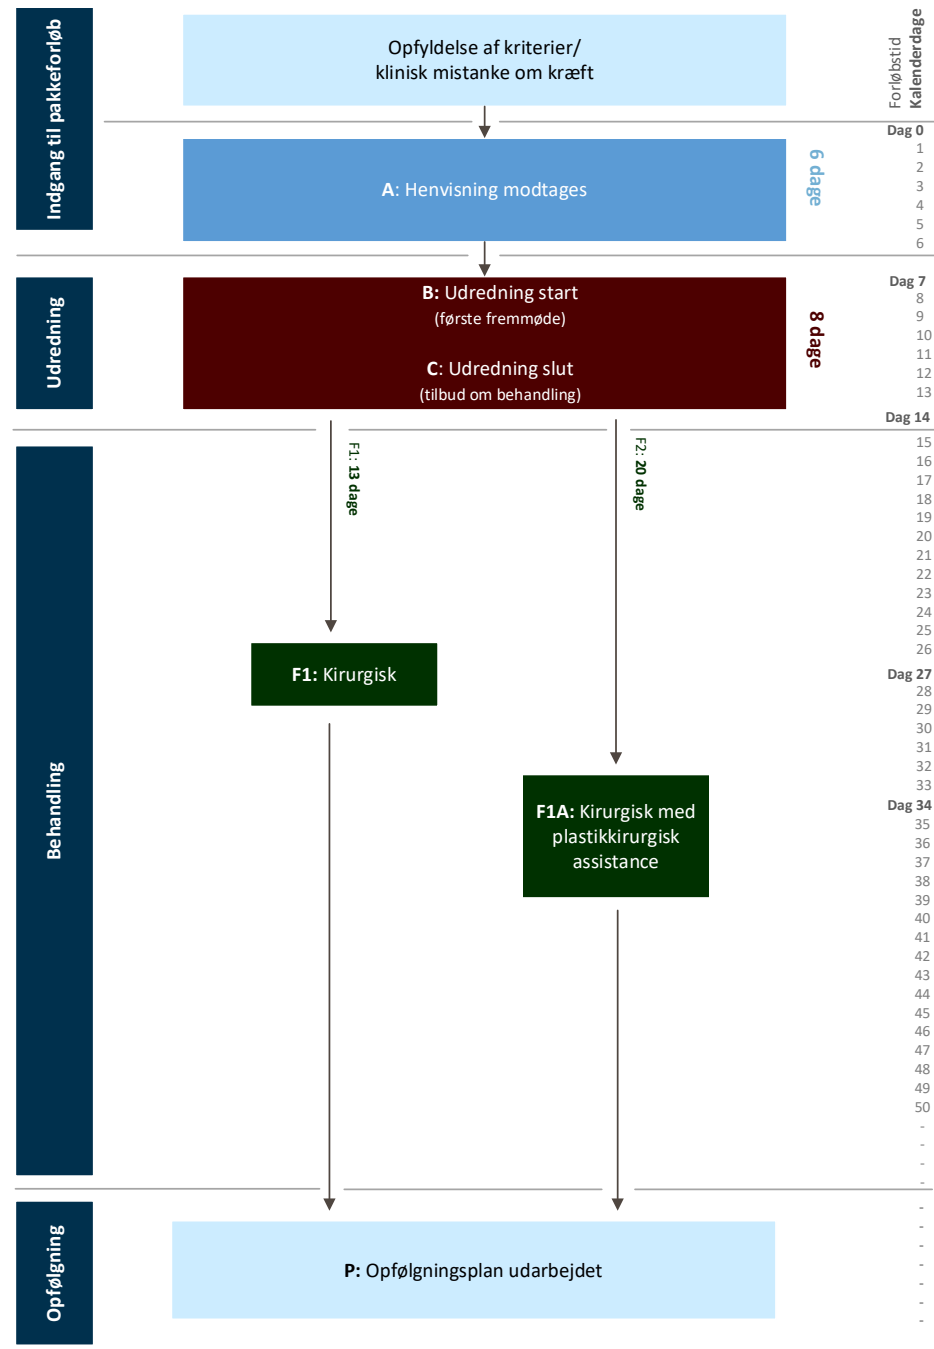 Indgang til pakkeforløb
Opfyldelse af kriterier/
klinisk mistanke om kræft
Forløbstid
Kalenderdage
A: Henvisning modtages
6 dage
Dag 0
1
2
3
4
5
6
Udredning
B: Udredning start
(første fremmøde)
C: Udredning slut
(tilbud om behandling)
8 dage
Dag 7
8
9
10
11
12
13
Dag 14
Behandling
F1: 13 dage
F2: 20 dage
15
16
17
18
19
20
21
22
23
24
25
26
F1: Kirurgisk
Dag 27
28
29
30
31
32
33
F1A: Kirurgisk med
plastikkirurgisk
assistance
Dag 34
35
36
37
38
39
40
41
42
43
44
45
46
47
48
49
50
-
-
-
-
Opfølgning
P: Opfølgningsplan udarbejdet
-
-
-
-
-
-
-